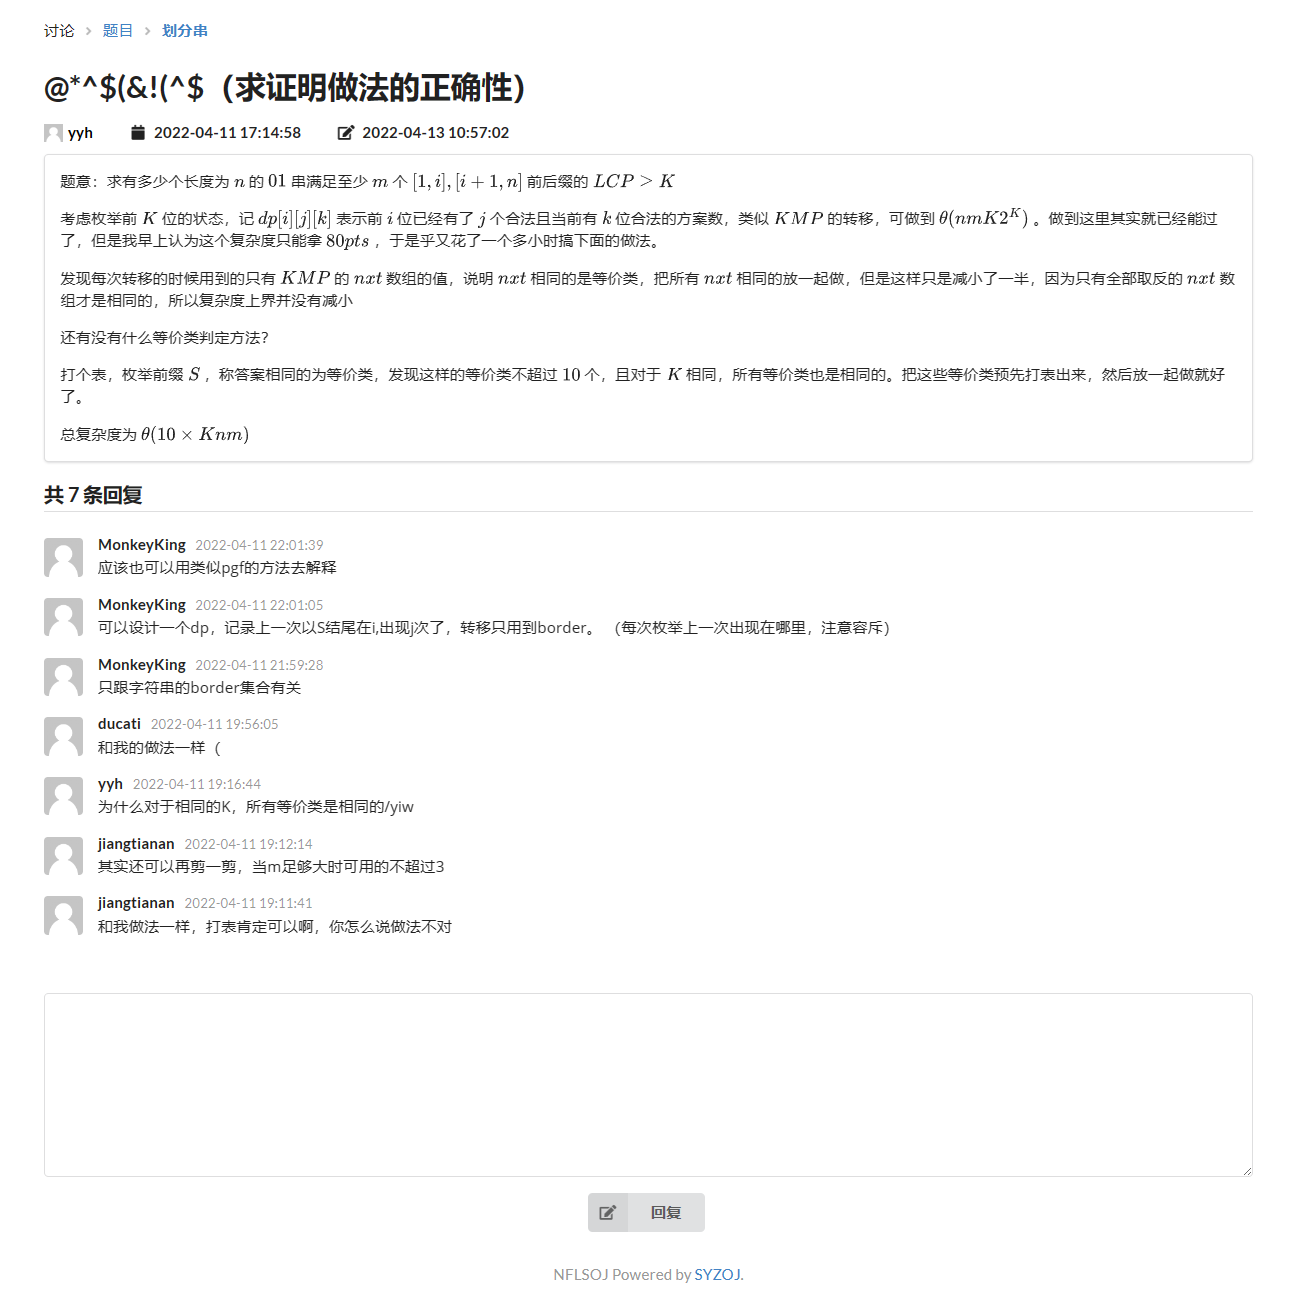 讨论 > 题目 > 划分串
@*^$(&!(^$（求证明做法的正确性）
yyh 2022-04-11 17:14:58 2022-04-13 10:57:02
题意：求有多少个长度为 n 的 01 串满足至少 m 个 [1, i], [i + 1, n] 前后缀的 LCP > K
考虑枚举前 K 位的状态，记 dp[i][j][k] 表示前 i 位已经有了 j 个合法且当前有 k 位合法的方案数，类似 KMP 的转移，可做到 θ(nmK2^K) 。做到这里其实就已经能过
了，但是我早上认为这个复杂度只能拿 80pts ，于是乎又花了一个多小时搞下面的做法。
发现每次转移的时候用到的只有 KMP 的 nxt 数组的值，说明 nxt 相同的是等价类，把所有 nxt 相同的放一起做，但是这样只是减小了一半，因为只有全部取反的 nxt 数
组才是相同的，所以复杂度上界并没有减小
还有没有什么等价类判定方法？
打个表，枚举前缀 S ，称答案相同的为等价类，发现这样的等价类不超过 10 个，且对于 K 相同，所有等价类也是相同的。把这些等价类预先打表出来，然后放一起做就好
了。
总复杂度为 θ(10 × Knm)
共 7 条回复
MonkeyKing 2022-04-11 22:01:39
应该也可以用类似pgf的方法去解释
MonkeyKing 2022-04-11 22:01:05
可以设计一个dp，记录上一次以S结尾在i,出现j次了，转移只用到border。 （每次枚举上一次出现在哪里，注意容斥）
MonkeyKing 2022-04-11 21:59:28
只跟字符串的border集合有关
ducati 2022-04-11 19:56:05
和我的做法一样（
yyh 2022-04-11 19:16:44
为什么对于相同的K，所有等价类是相同的/yiw
jiangtianan 2022-04-11 19:12:14
其实还可以再剪一剪，当m足够大时可用的不超过3
jiangtianan 2022-04-11 19:11:41
和我做法一样，打表肯定可以啊，你怎么说做法不对
回复
NFLSOJ Powered by SYZOJ.